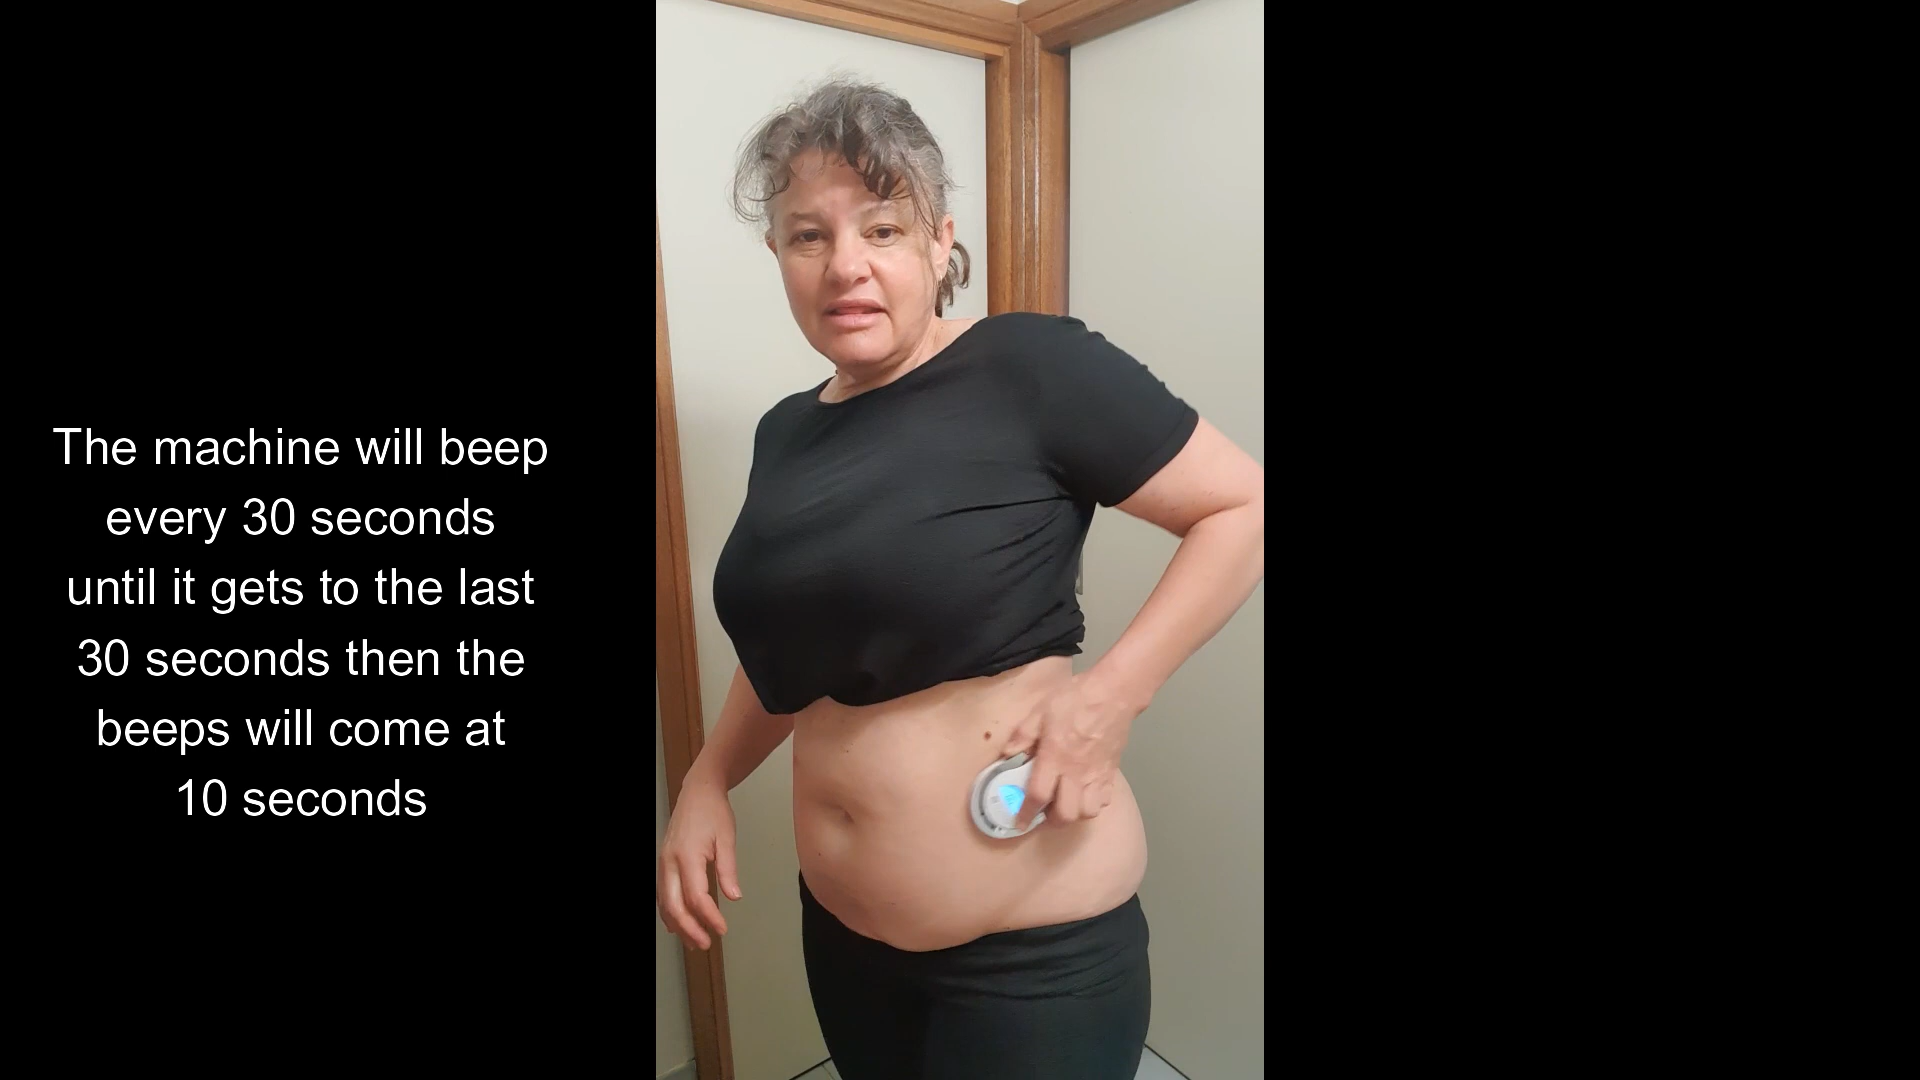 The machine will beep
every 30 seconds
until it gets to the last
30 seconds then the
beeps will come at
10 seconds